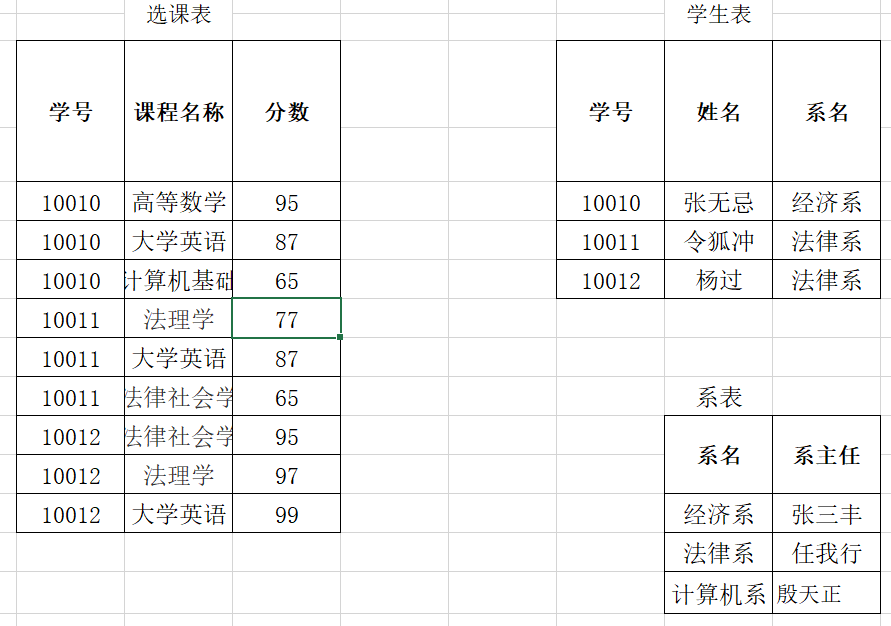 选课表 学生表
学号 课程名称 分数 学号 姓名 系名
10010 高等数学 95 10010 张无忌 经济系
10010 大学英语 87 10011 令狐冲 法律系
10010 计算机基础 65 10012 杨过 法律系
10011 法理学 77
10011 大学英语 87
10011 法律社会学 65 系表
10012 法律社会学 95 系名 系主任
10012 法理学 97
10012 大学英语 99 经济系 张三丰
法律系 任我行
计算机系 殷天正